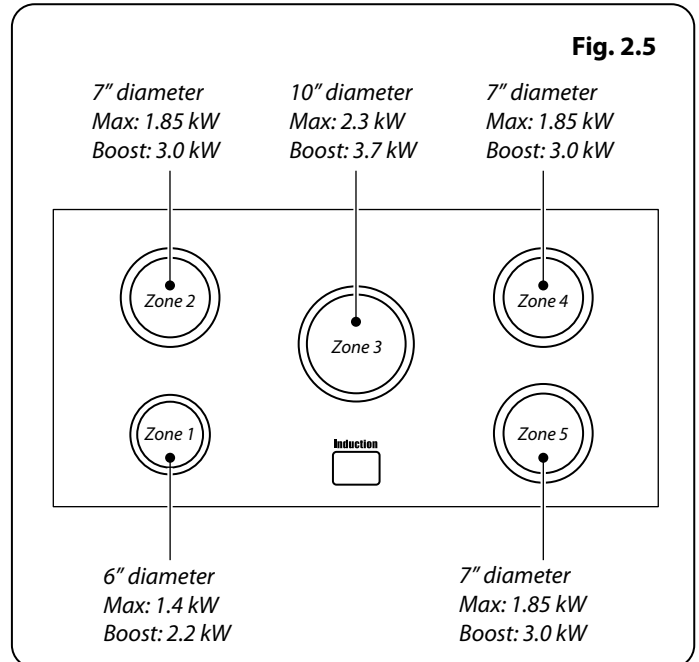 Fig. 2.5
7″ diameter
Max: 1.85 kW
Boost: 3.0 kW
10″ diameter
Max: 2.3 kW
Boost: 3.7 kW
7″ diameter
Max: 1.85 kW
Boost: 3.0 kW
Zone 2
Zone 3
Zone 4
Zone 1
Induction
Zone 5
6″ diameter
Max: 1.4 kW
Boost: 2.2 kW
7″ diameter
Max: 1.85 kW
Boost: 3.0 kW